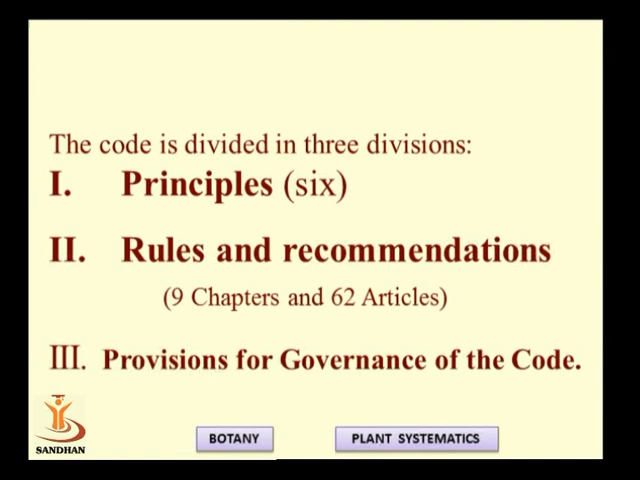 The code is divided in three divisions:
I. Principles (six)
II. Rules and recommendations
(9 Chapters and 62 Articles)
III. Provisions for Governance of the Code.
SANDHAN
BOTANY
PLANT SYSTEMATICS